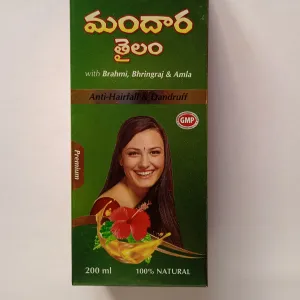 మందార
తైలం
with Brahmi, Bhringraj & Amla
Anti-Hairfall & Dandruff
GMP
Premium
200 ml
100% NATURAL